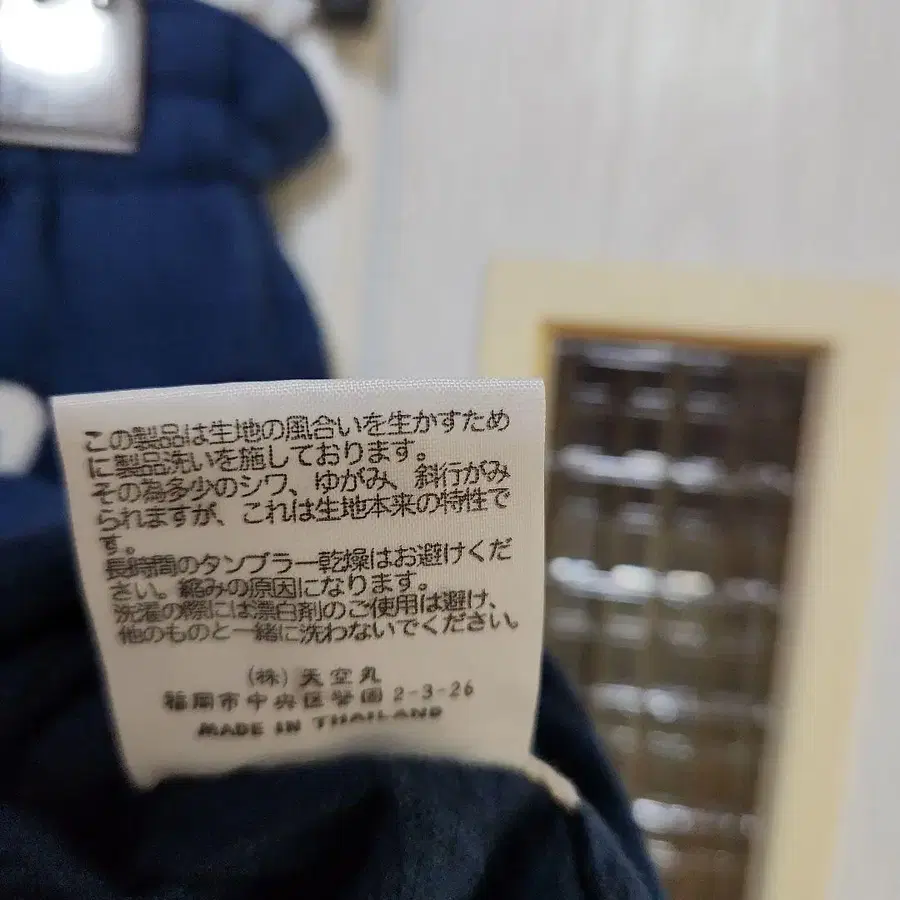 この製品は生地の風合いを生かすため
に製品洗いを施しております。
その為多少のシワ、ゆがみ、斜行がみ
られますが、これは生地本来の特性で
す。
長時間のタンブラー乾燥はお避けくだ
さい。縮みの原因になります。
洗濯の際には漂白剤のご使用は避け、
他のものと一緒に洗わないでください。
(株) 天空丸
福岡市中央区警固 2-3-26
MADE IN THAILAND